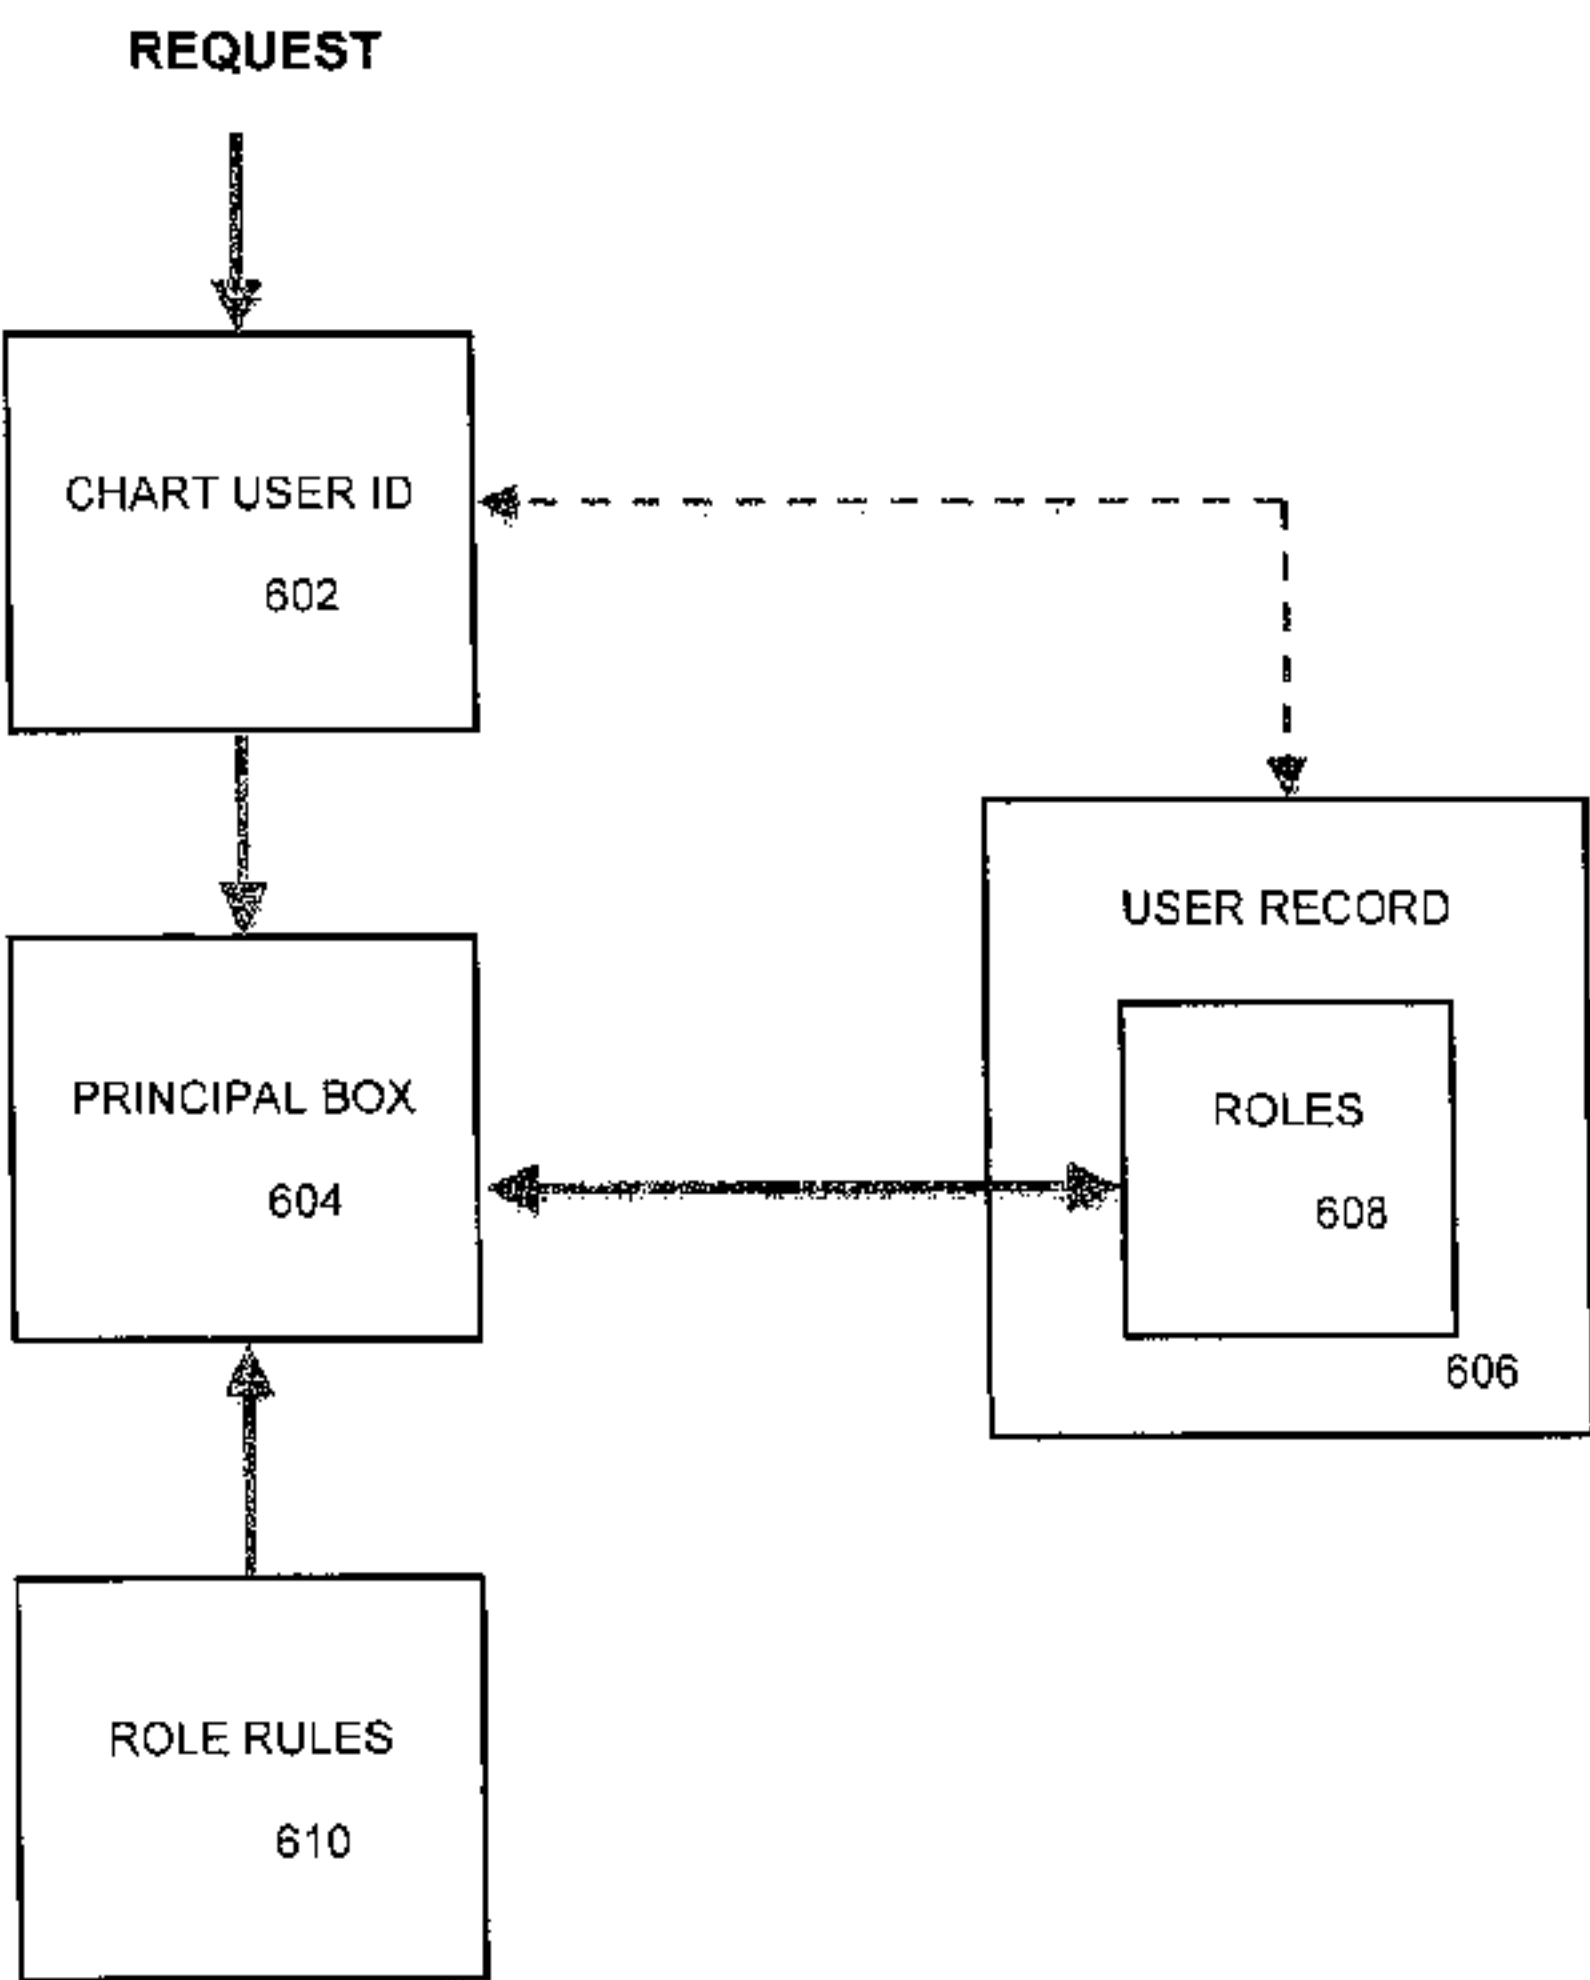 REQUEST
CHART USER ID
602
USER RECORD
PRINCIPAL BOX
604
ROLES
608
606
ROLE RULES
610